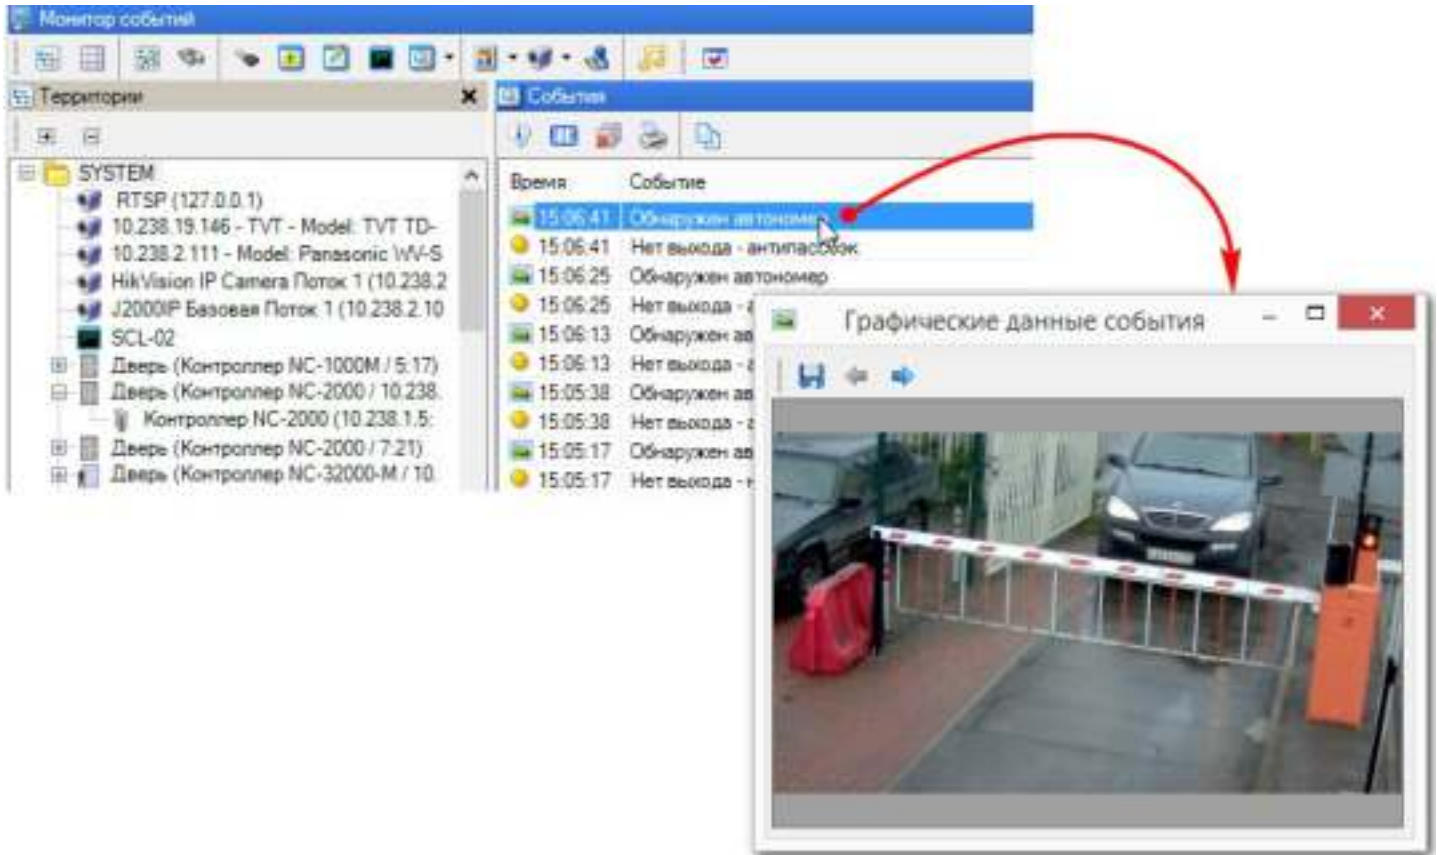 Монитор событий
Территории
SYSTEM
RTSP (127.0.0.1)
10.238.19.146 - TVT - Model: TVT TD-
10.238.2.111 - Model: Panasonic WV-S
HikVision IP Camera Поток 1 (10.238.2
J2000IP Базовая Поток 1 (10.238.2.10
SCL-02
Дверь (Контроллер NC-1000M / 5:17)
Дверь (Контроллер NC-2000 / 10.238.
Контроллер NC-2000 (10.238.1.5:
Дверь (Контроллер NC-2000 / 7:21)
Дверь (Контроллер NC-32000-M / 10.
События
Время Событие
15:06:41 Обнаружен автономер
15:06:41 Нет выхода - антипассбэк
15:06:25 Обнаружен автономер
15:06:25 Нет выхода - а
15:06:13 Обнаружен ав
15:06:13 Нет выхода - а
15:05:38 Обнаружен ав
15:05:38 Нет выхода - а
15:05:17 Обнаружен ав
15:05:17 Нет выхода - н
Графические данные события